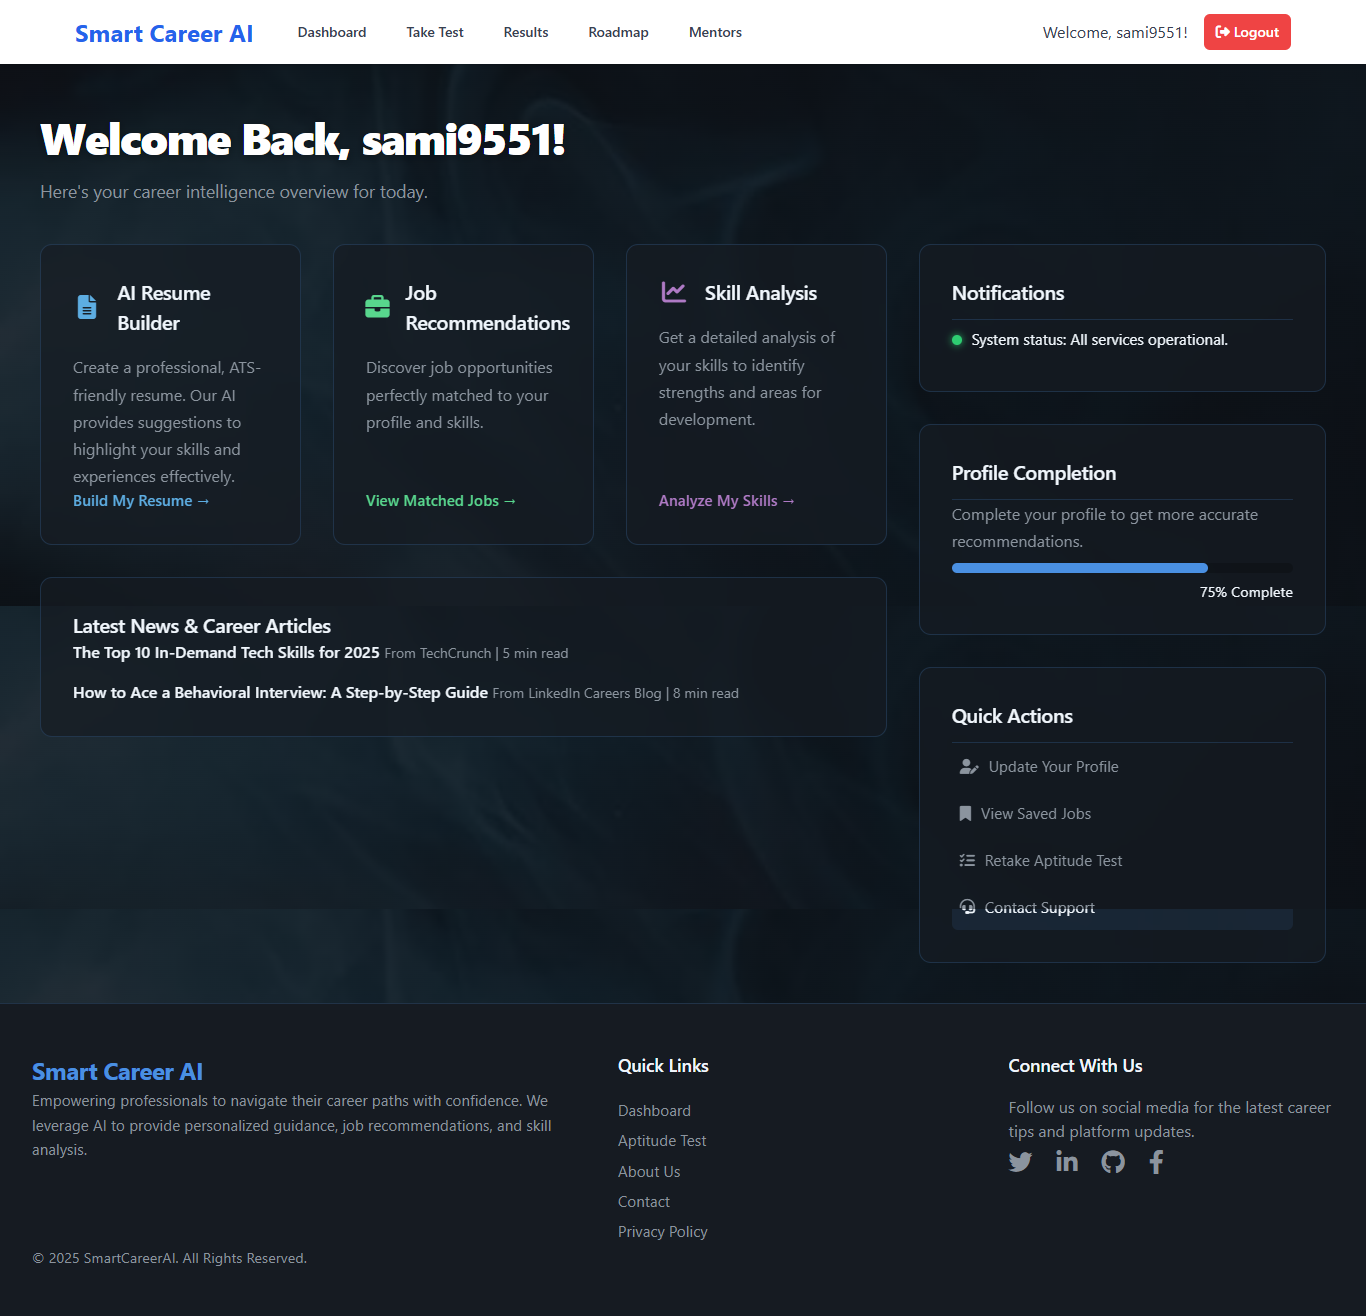 Smart Career AI
Dashboard
Take Test
Results
Roadmap
Mentors
Welcome, sami9551!
Logout
Welcome Back, sami9551!
Here's your career intelligence overview for today.
AI Resume
Builder
Create a professional, ATS-
friendly resume. Our AI
provides suggestions to
highlight your skills and
experiences effectively.
Build My Resume →
Job
Recommendations
Discover job opportunities
perfectly matched to your
profile and skills.
View Matched Jobs →
Skill Analysis
Get a detailed analysis of
your skills to identify
strengths and areas for
development.
Analyze My Skills →
Latest News & Career Articles
The Top 10 In-Demand Tech Skills for 2025 From TechCrunch | 5 min read
How to Ace a Behavioral Interview: A Step-by-Step Guide From LinkedIn Careers Blog | 8 min read
Notifications
System status: All services operational.
Profile Completion
Complete your profile to get more accurate
recommendations.
75% Complete
Quick Actions
Update Your Profile
View Saved Jobs
Retake Aptitude Test
Contact Support
Smart Career AI
Empowering professionals to navigate their career paths with confidence. We
leverage AI to provide personalized guidance, job recommendations, and skill
analysis.
© 2025 SmartCareerAI. All Rights Reserved.
Quick Links
Dashboard
Aptitude Test
About Us
Contact
Privacy Policy
Connect With Us
Follow us on social media for the latest career
tips and platform updates.